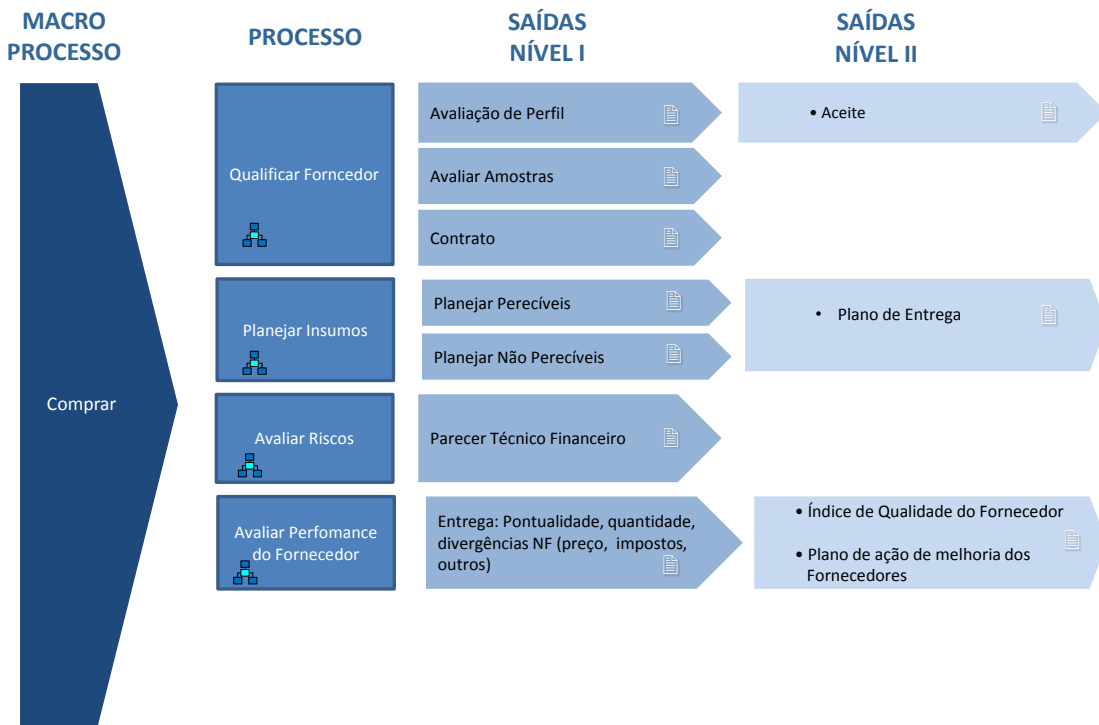 MACRO
PROCESSO
PROCESSO
SAÍDAS
NÍVEL I
SAÍDAS
NÍVEL II
Comprar
Qualificar Forncedor
Avaliação de Perfil
• Aceite
Avaliar Amostras
Contrato
Planejar Insumos
Planejar Perecíveis
Planejar Não Perecíveis
• Plano de Entrega
Avaliar Riscos
Parecer Técnico Financeiro
Avaliar Perfomance
do Fornecedor
Entrega: Pontualidade, quantidade,
divergências NF (preço, impostos,
outros)
• Índice de Qualidade do Fornecedor
• Plano de ação de melhoria dos
Fornecedores